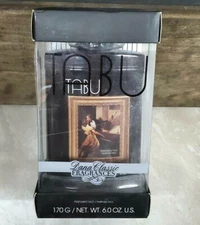 TABU
TABU
Dana Classic
FRAGRANCES
170 G / NET. WT. 6.0 OZ. U.S.